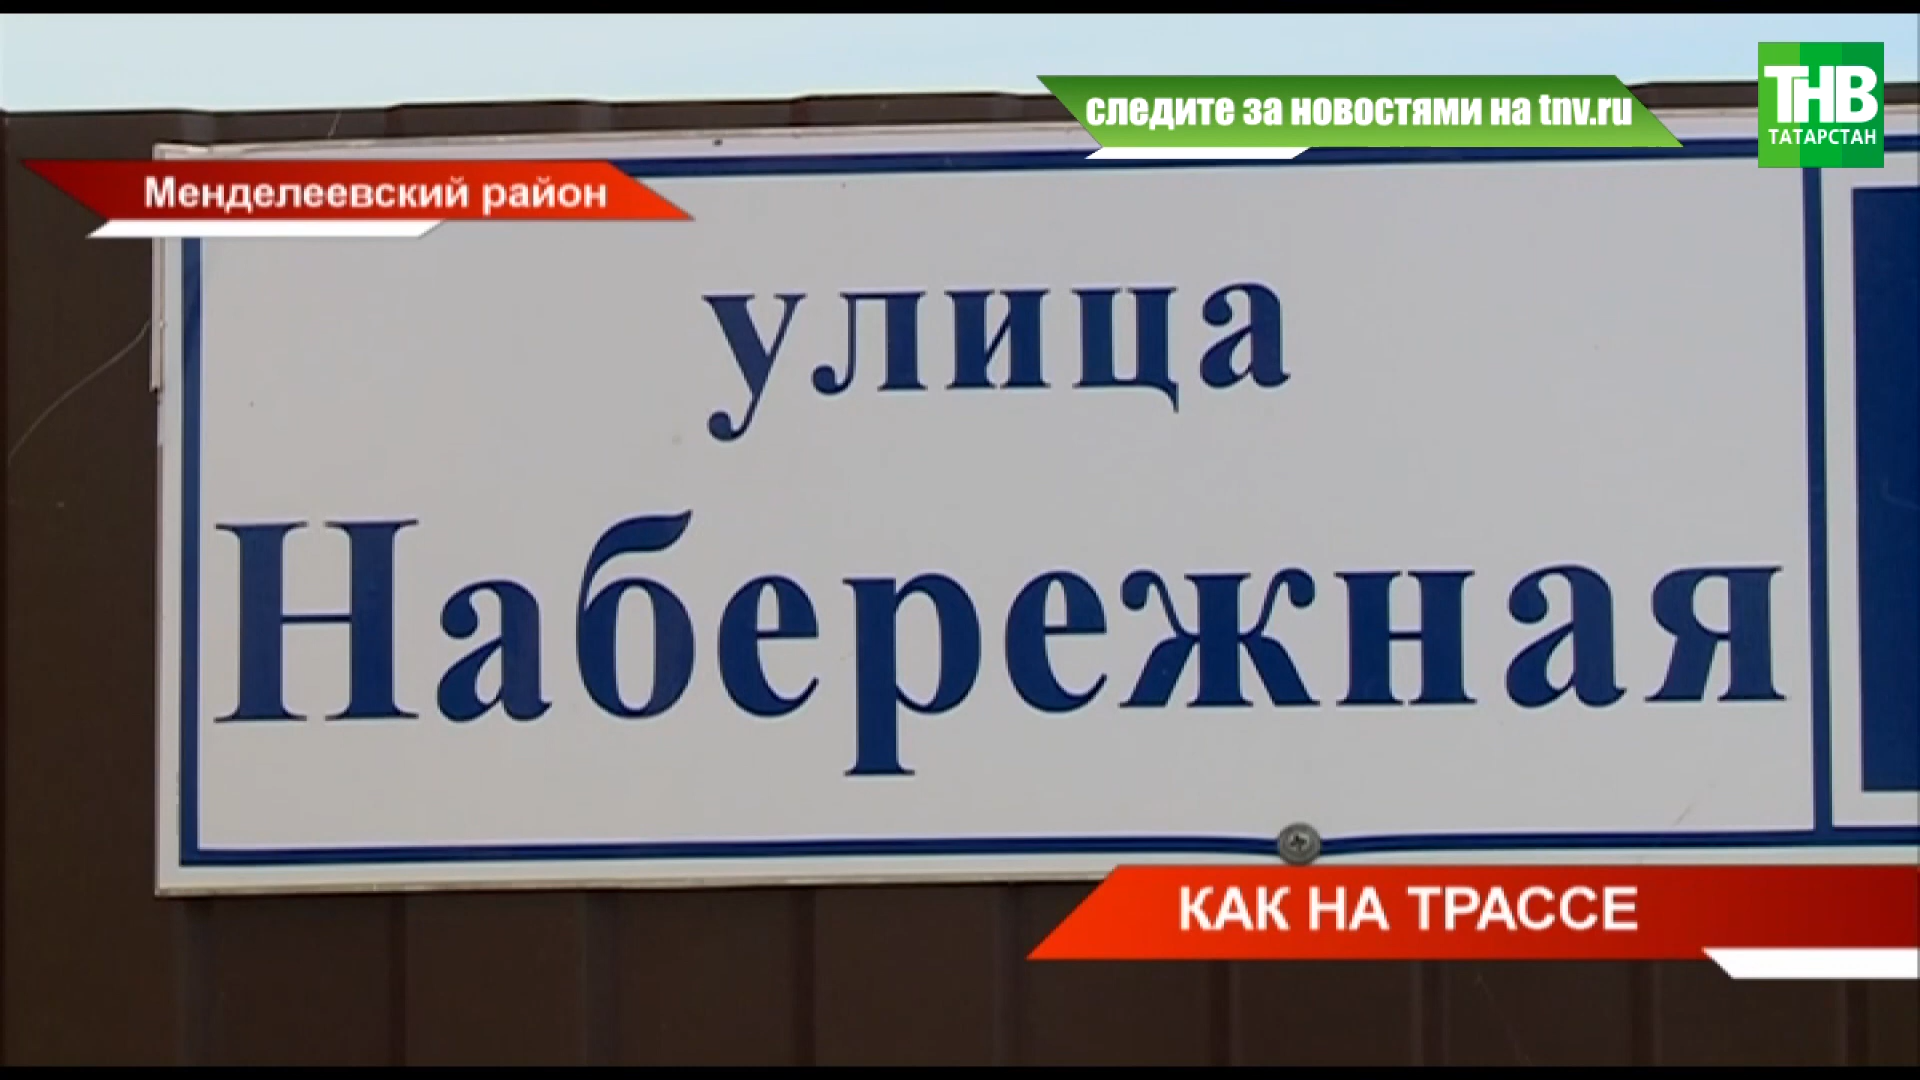 следите за новостями на tnv.ru
ТНВ
ТАТАРСТАН
Менделеевский район
улица
Набережная
КАК НА ТРАССЕ